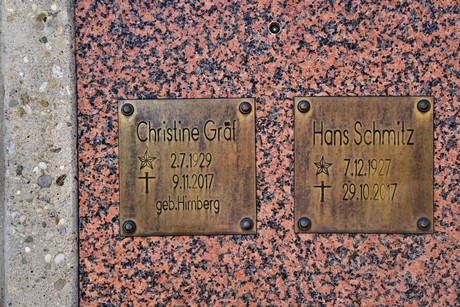 Christine Gräf
2.7.1929
9.11.2017
geb.Himberg
Hans Schmitz
7.12.1927
29.10.2017